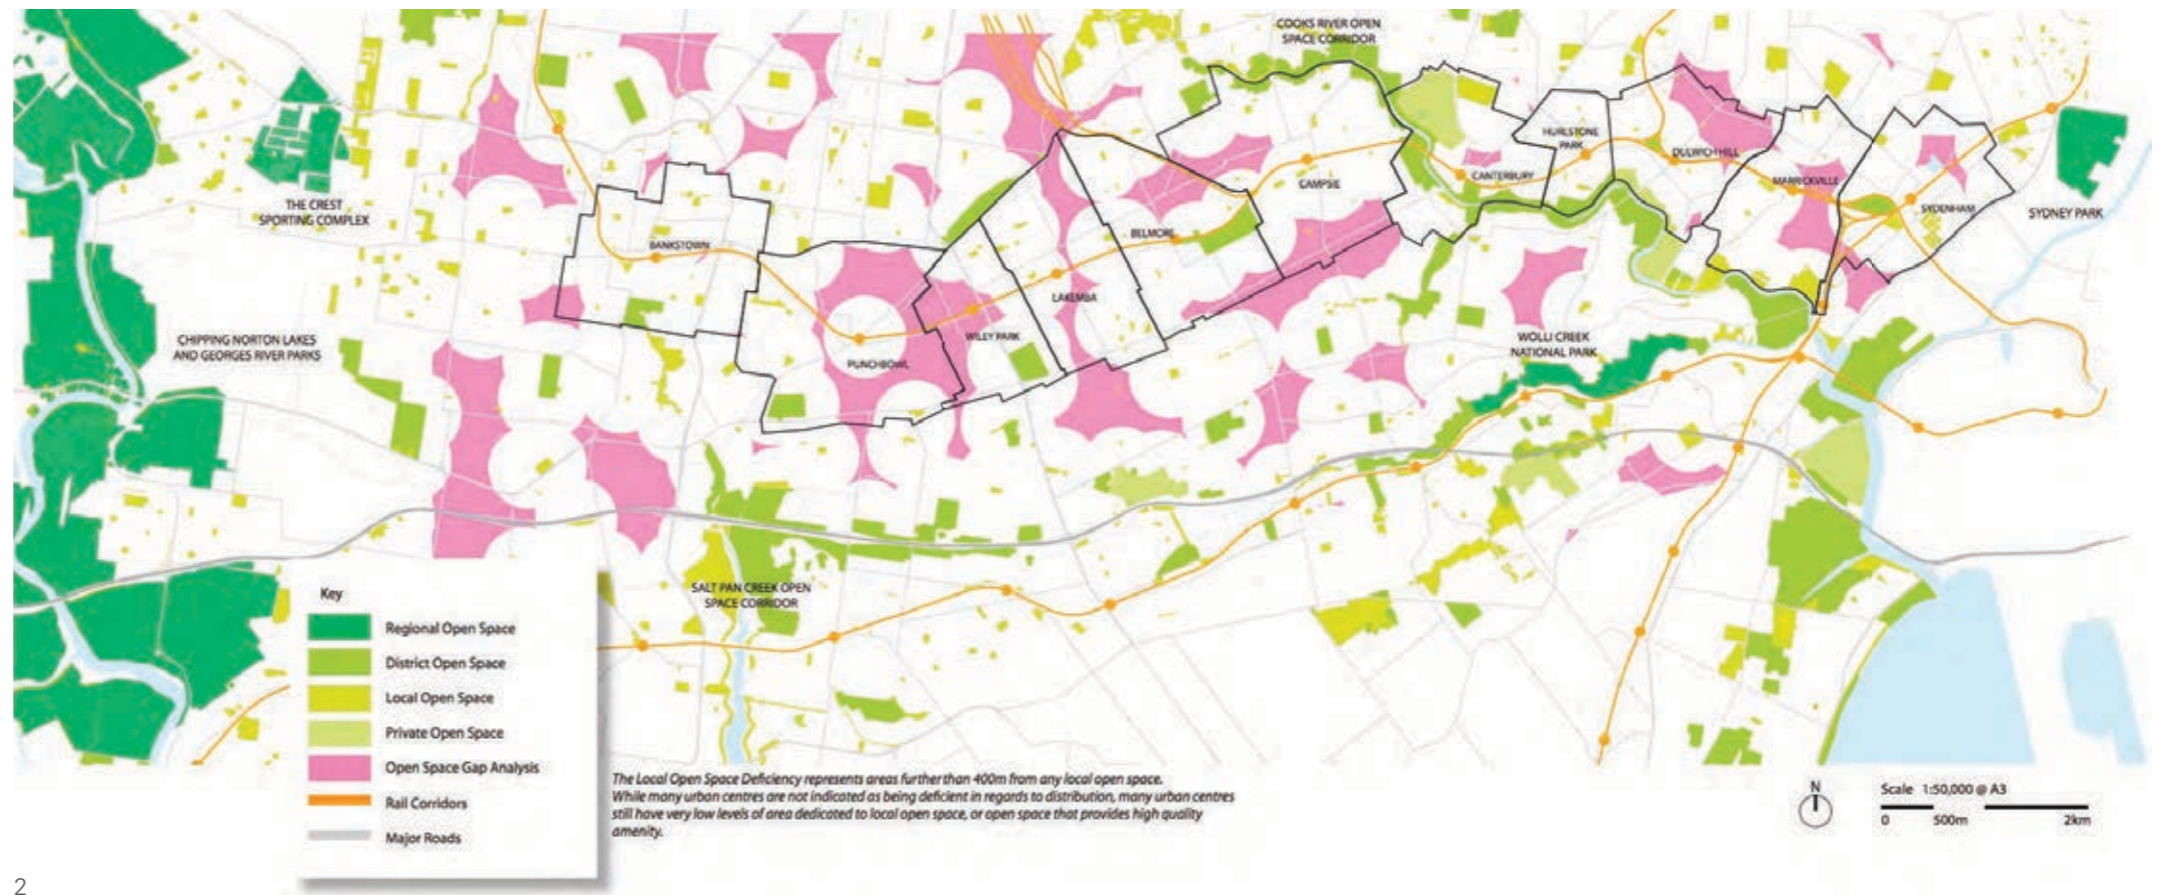 COOKS RIVER OPEN
SPACE CORRIDOR
THE CREST
SPORTING COMPLEX
SYDNEY PARK
HURLSTONE
PARK
DULWICH HILL
CANTERBURY
CAMPSIE
MARRICKVILLE
SYDENHAM
BELMORE
BANKSTOWN
LAKEMBA
WILEY PARK
PUNCHBOWL
CHIPPING NORTON LAKES
AND GEORGES RIVER PARKS
WOLLI CREEK
NATIONAL PARK
SALT PAN CREEK OPEN
SPACE CORRIDOR
Key
Regional Open Space
District Open Space
Local Open Space
Private Open Space
Open Space Gap Analysis
Rail Corridors
Major Roads
The Local Open Space Deficiency represents areas further than 400m from any local open space.
While many urban centres are not indicated as being deficient in regards to distribution, many urban centres
still have very low levels of area dedicated to local open space, or open space that provides high quality
amenity.
N
Scale 1:50,000 @ A3
0 500m 2km
2